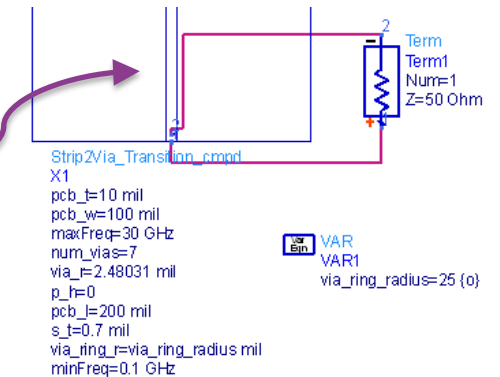 2
Term
Term1
Num=1
Z=50 Ohm
Strip2Via_Transition_cmpd
X1
pcb_t=10 mil
pcb_w=100 mil
maxFreq=30 GHz
num_vias=7
via_r=2.48031 mil
p_h=0
pcb_l=200 mil
s_t=0.7 mil
via_ring_r=via_ring_radius mil
minFreq=0.1 GHz
Var
Eqn
VAR
VAR1
via_ring_radius=25 {o}